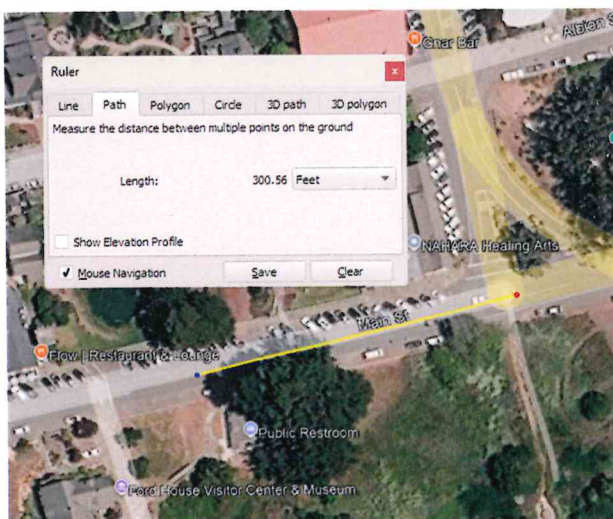 Gnar Bar
Albion S
Ruler
x
Line Path Polygon Circle 3D path 3D polygon
Measure the distance between multiple points on the ground
Length: 300.56 Feet
Show Elevation Profile
Mouse Navigation Save Clear
NAHARA Healing Arts
Main St
Flow | Restaurant & Lounge
Public Restroom
Ford House Visitor Center & Museum